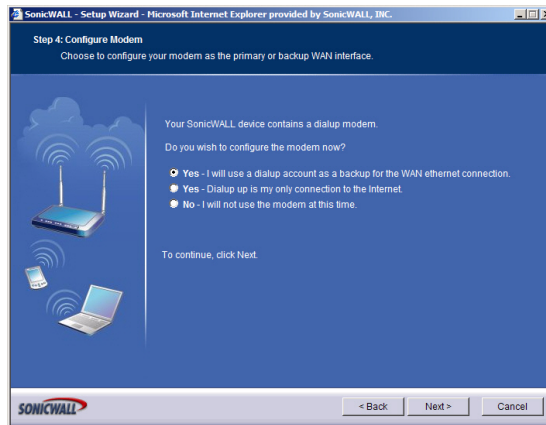 SonicWALL - Setup Wizard - Microsoft Internet Explorer provided by SonicWALL, INC.
Step 4: Configure Modem
Choose to configure your modem as the primary or backup WAN interface.
Your SonicWALL device contains a dialup modem.
Do you wish to configure the modem now?
Yes - I will use a dialup account as a backup for the WAN ethernet connection.
Yes - Dialup up is my only connection to the Internet.
No - I will not use the modem at this time.
To continue, click Next.
SONICWALL
< Back
Next >
Cancel